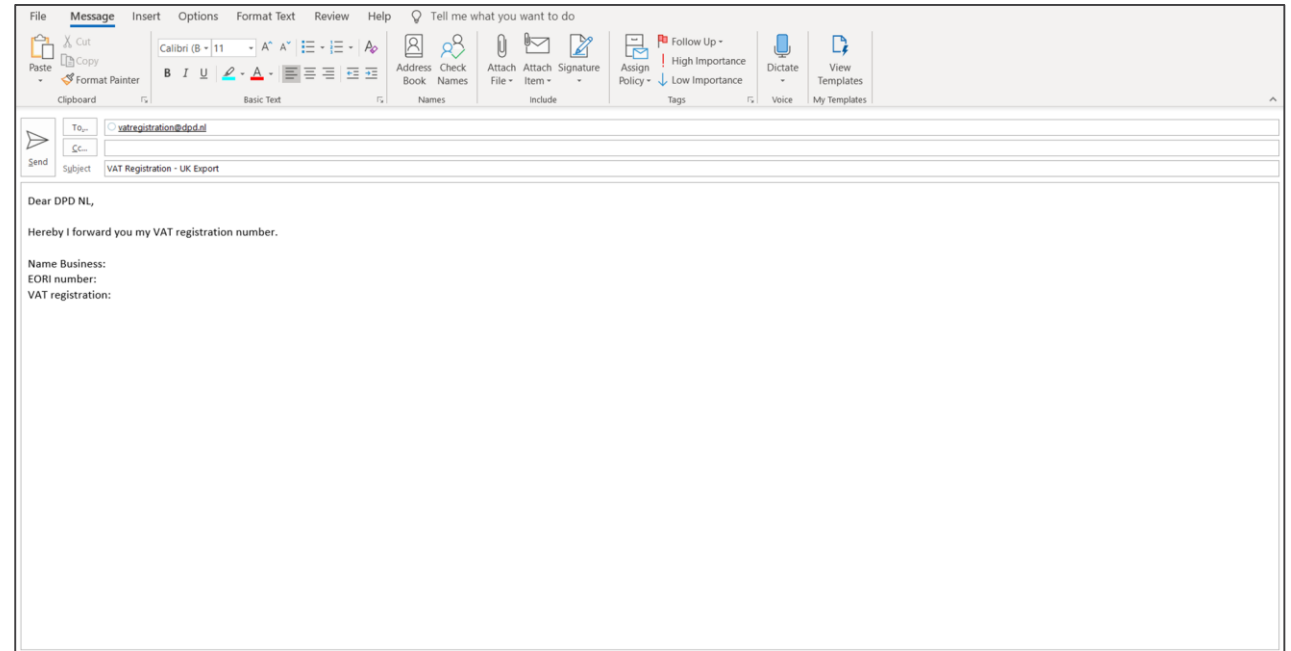 File Message Insert Options Format Text Review Help Tell me what you want to do
Paste
Cut
Copy
Format Painter
Clipboard
Calibri (B 11
B I U
Basic Text
Address Book
Check Names
Names
Attach File
Attach Item
Signature
Include
Assign Policy
Follow Up
High Importance
Low Importance
Tags
Dictate
Voice
View Templates
My Templates
Send
To...
vatregistration@dpd.nl
Cc...
Subject
VAT Registration - UK Export
Dear DPD NL,
Hereby I forward you my VAT registration number.
Name Business:
EORI number:
VAT registration: